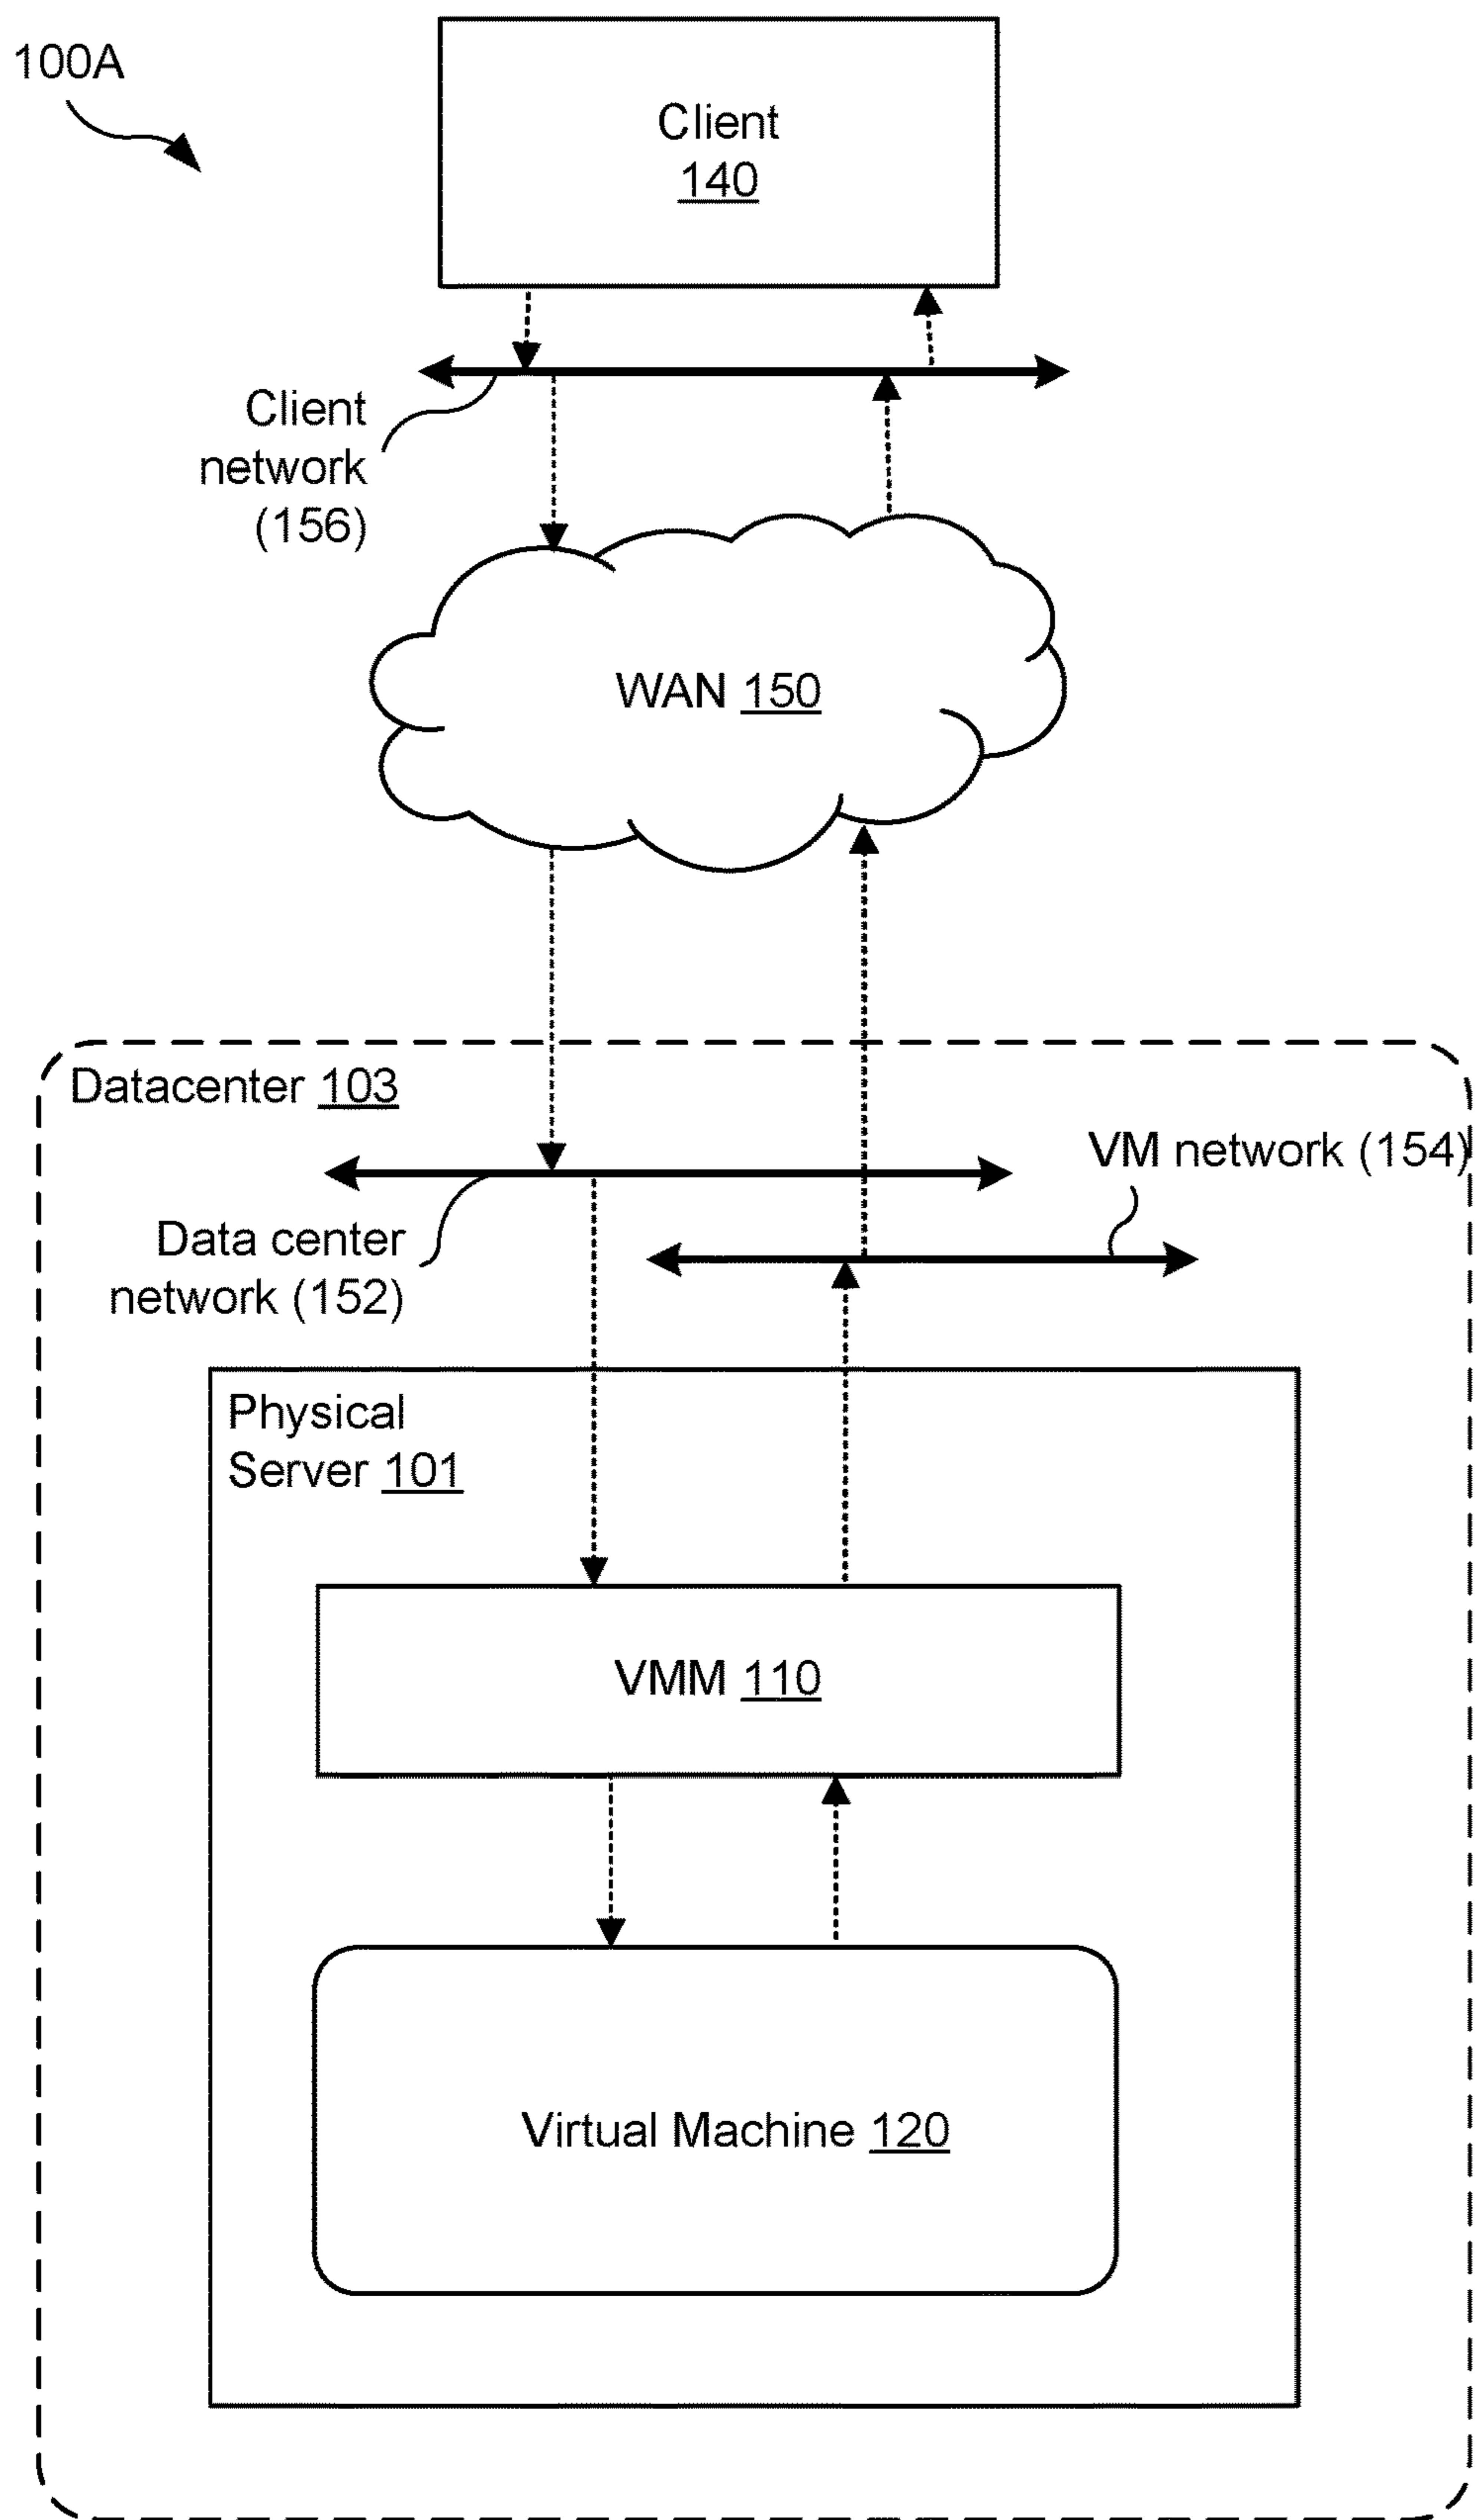 100A
Client
140
Client
network
(156)
WAN 150
Datacenter 103
VM network (154)
Data center
network (152)
Physical
Server 101
VMM 110
Virtual Machine 120